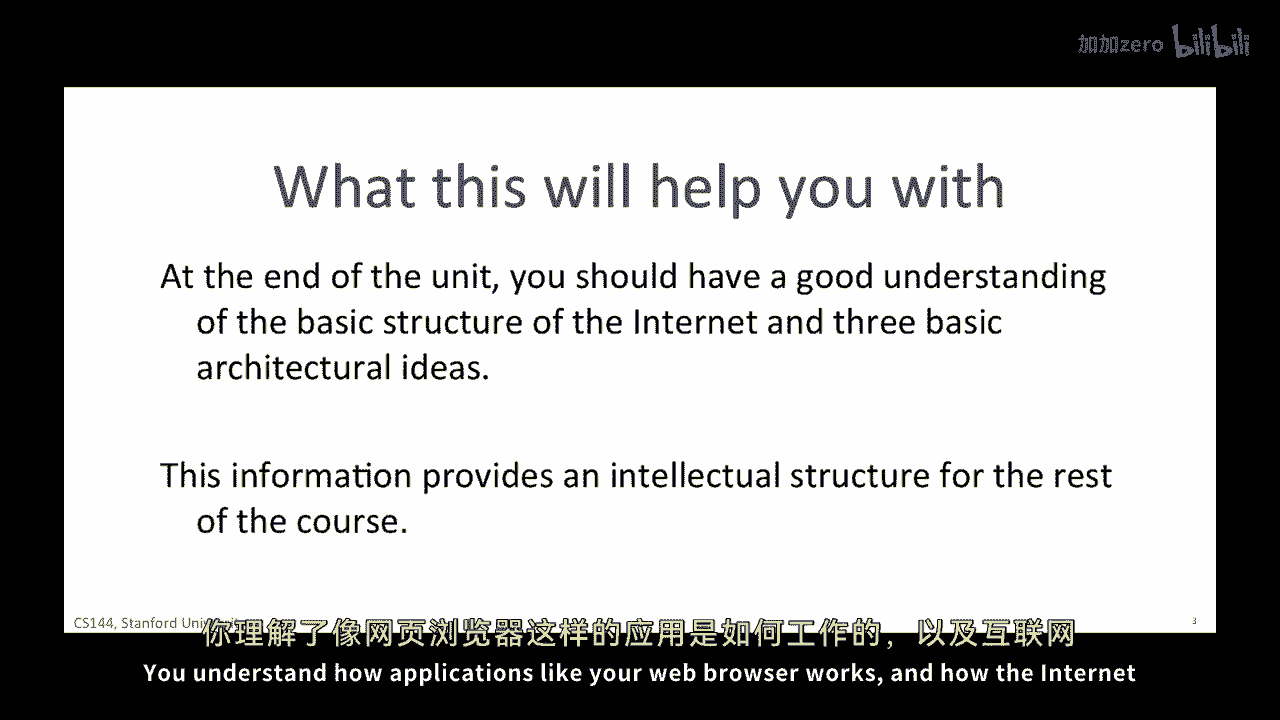 加加zero bilibili
What this will help you with
At the end of the unit, you should have a good understanding
of the basic structure of the Internet and three basic
architectural ideas.
This information provides an intellectual structure for the rest
of the course.
CS144, Stanford
3
你理解了像网页浏览器这样的应用是如何工作的，以及互联网
You understand how applications like your web browser works, and how the Internet